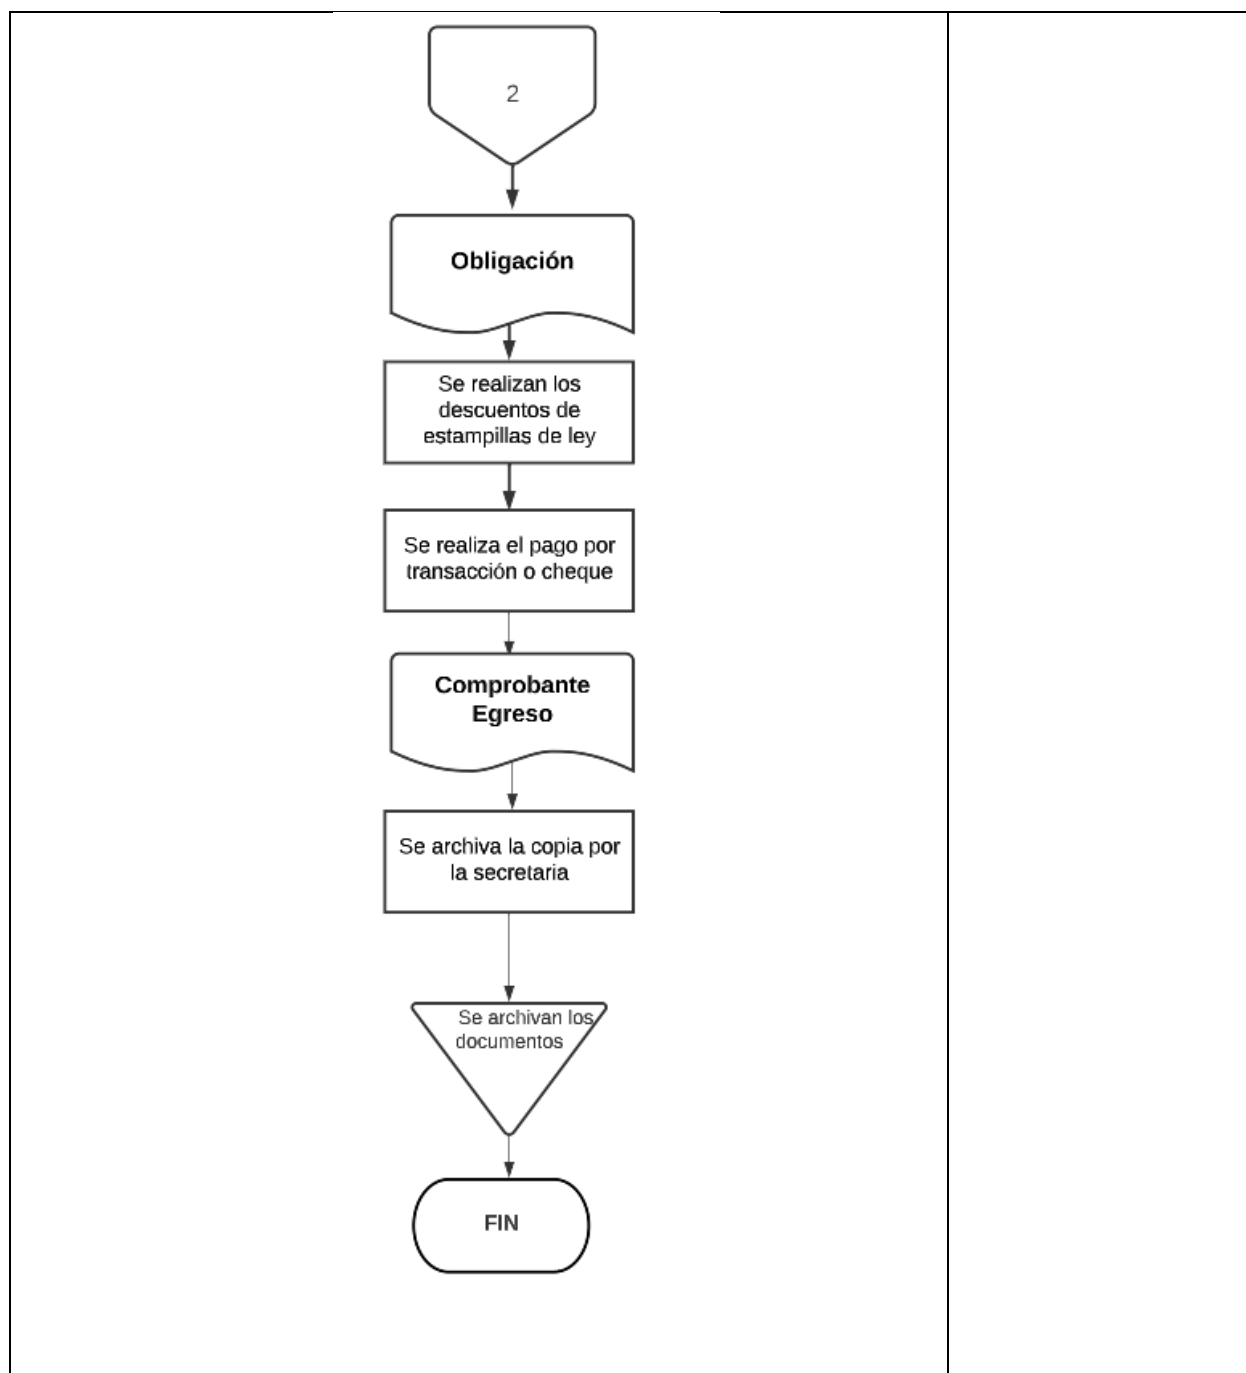 2
Obligación
Se realizan los
descuentos de
estampillas de ley
Se realiza el pago por
transacción o cheque
Comprobante
Egreso
Se archiva la copia por
la secretaria
Se archivan los
documentos
FIN